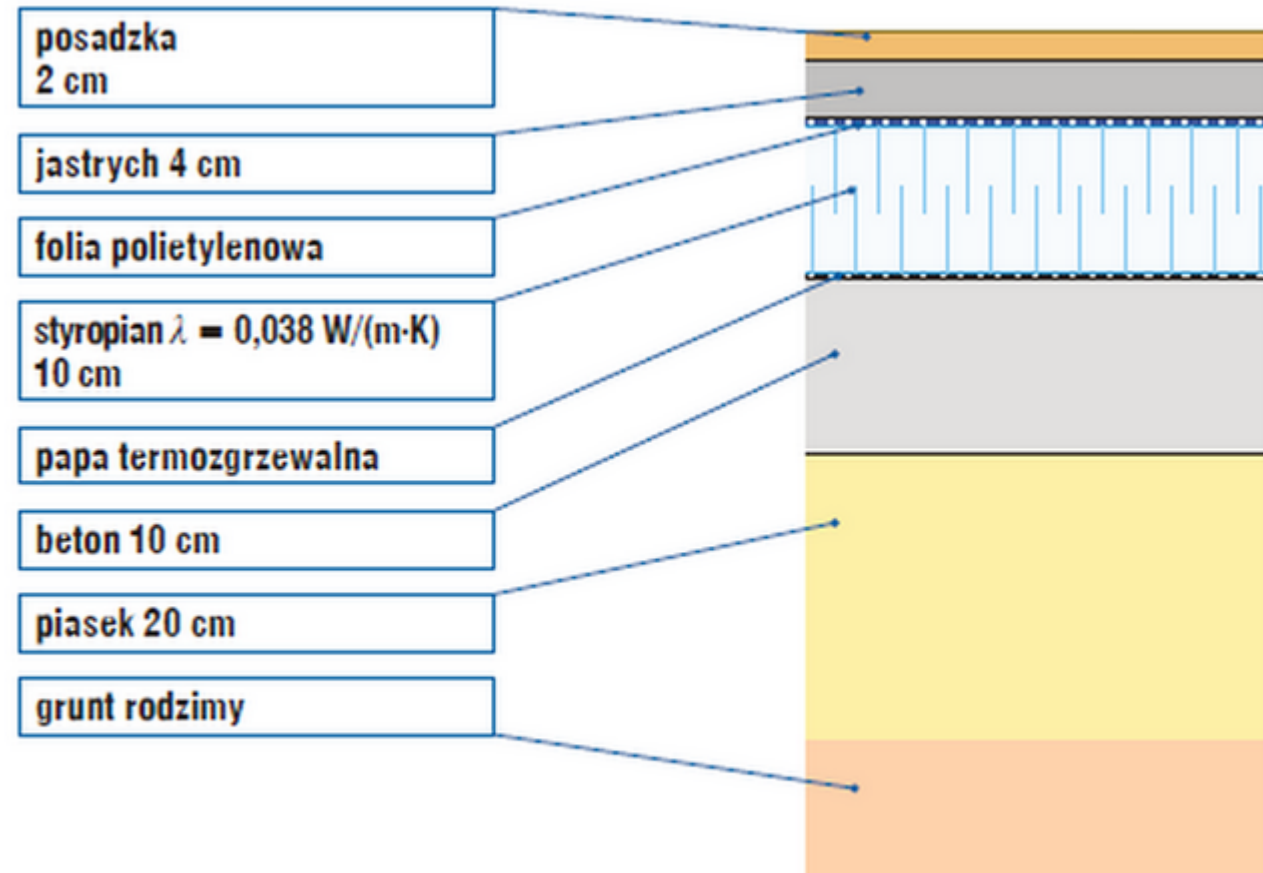 posadzka
2 cm
jastrych 4 cm
folia polietylenowa
styropian λ = 0,038 W/(m·K)
10 cm
papa termozgrzewalna
beton 10 cm
piasek 20 cm
grunt rodzimy